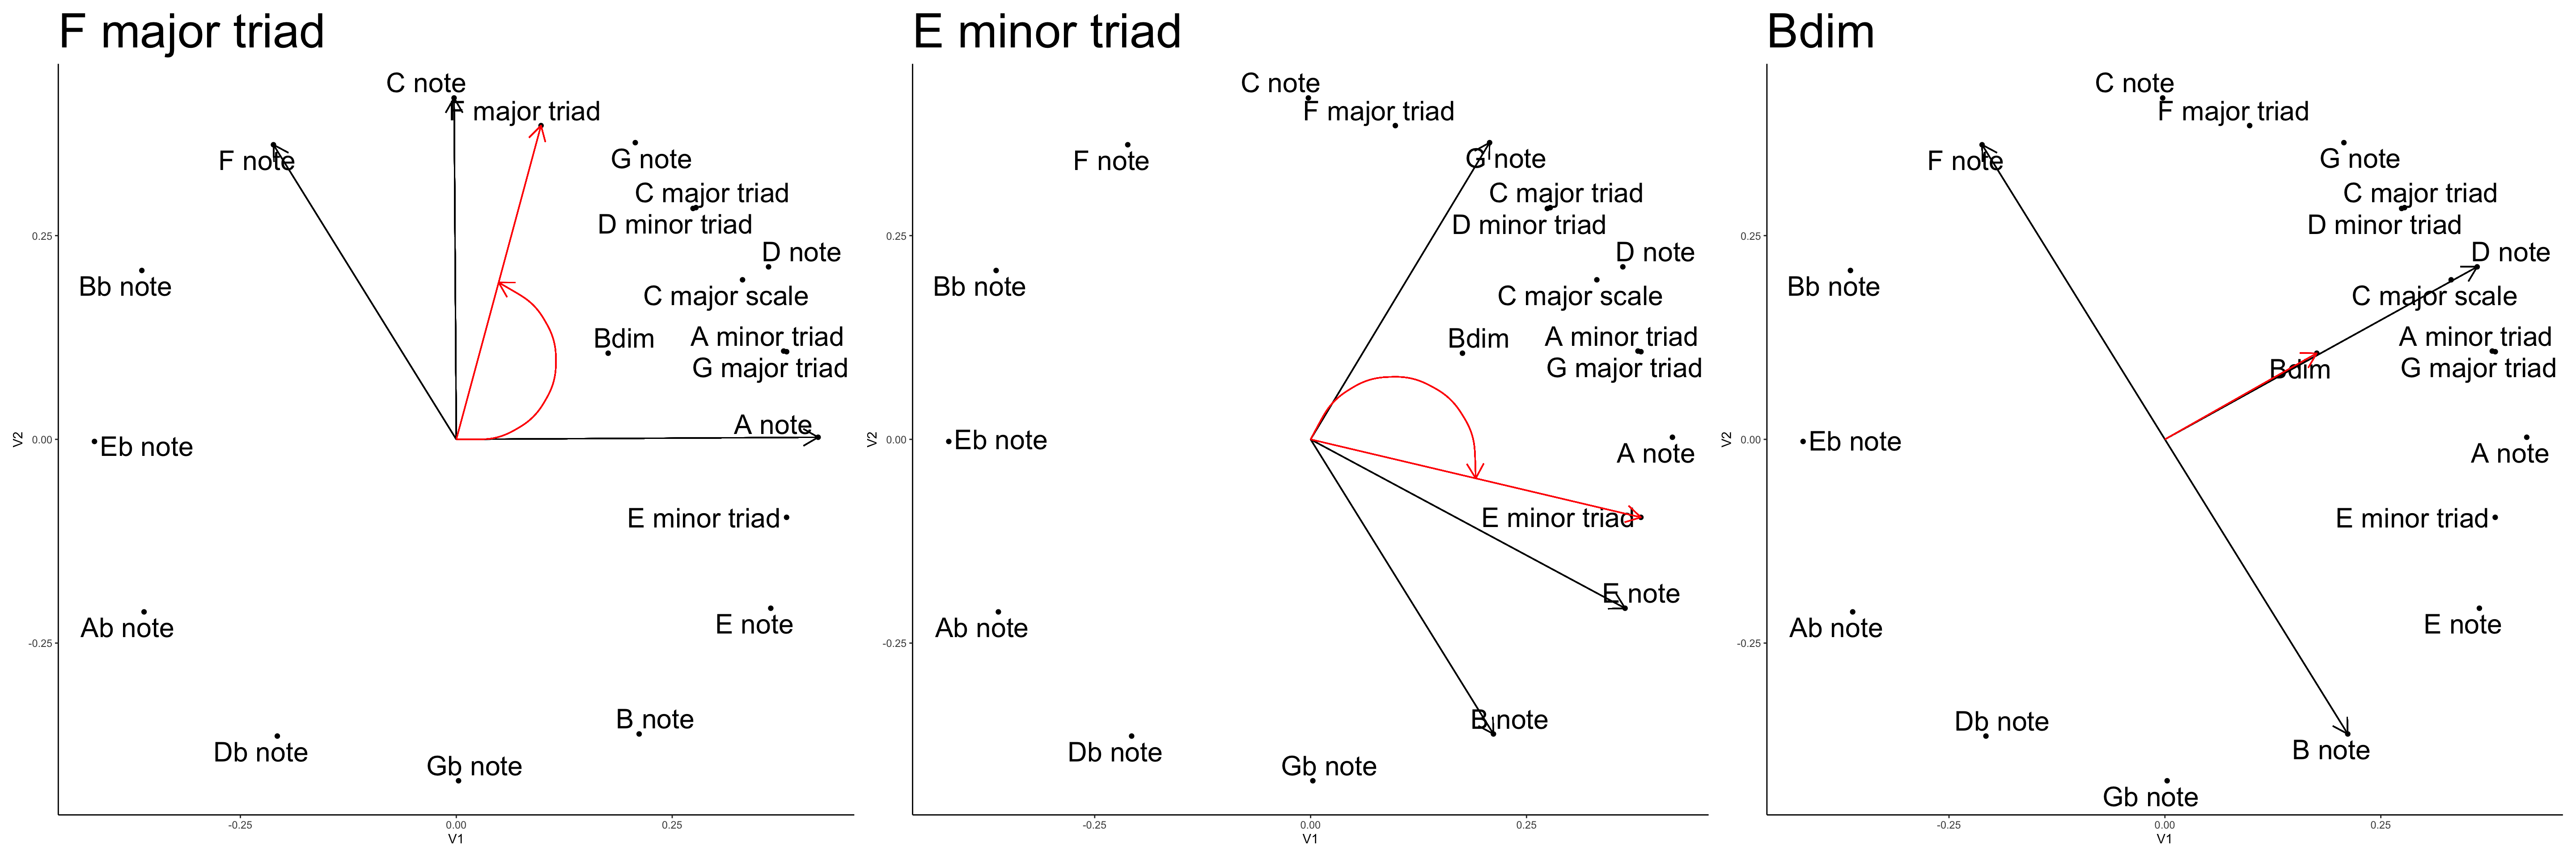 F major triad
C note
F major triad
F note
G note
C major triad
D minor triad
0.25
D note
Bb note
C major scale
Bdim
A minor triad
G major triad
A note
V2
0.00
Eb note
E minor triad
Ab note
E note
-0.25
B note
Db note
Gb note
-0.25
0.00
0.25
V1
E minor triad
C note
F major triad
F note
G note
C major triad
D minor triad
0.25
D note
Bb note
C major scale
Bdim
A minor triad
G major triad
V2
0.00
Eb note
A note
E minor triad
E note
Ab note
-0.25
B note
Db note
Gb note
-0.25
0.00
0.25
V1
Bdim
C note
F major triad
F note
G note
C major triad
D minor triad
0.25
D note
Bb note
C major scale
A minor triad
Bdim
G major triad
V2
0.00
Eb note
A note
E minor triad
Ab note
E note
-0.25
Db note
B note
Gb note
-0.25
0.00
0.25
V1